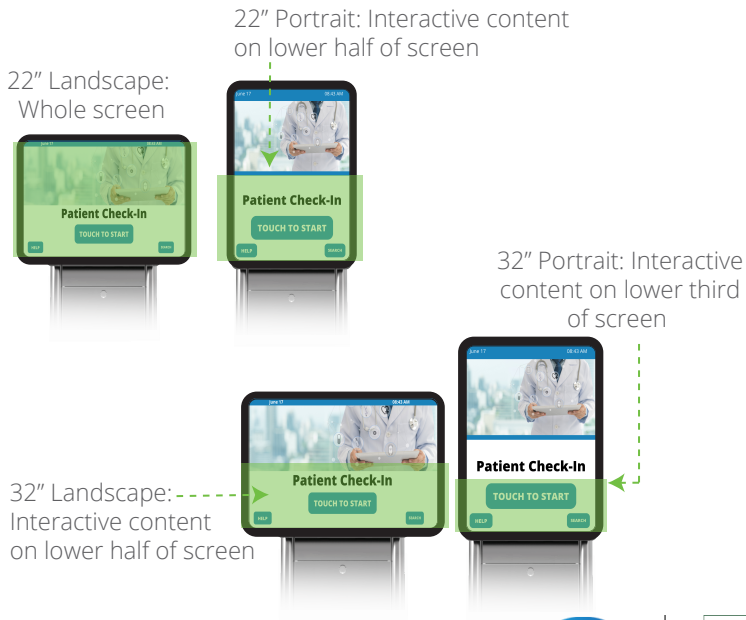 22” Portrait: Interactive content
on lower half of screen
22” Landscape:
Whole screen
June 17 08:43 AM
Patient Check-In
TOUCH TO START
HELP SEARCH
June 17 08:43 AM
Patient Check-In
TOUCH TO START
HELP SEARCH
32” Portrait: Interactive
content on lower third
of screen
June 17 08:43 AM
Patient Check-In
TOUCH TO START
HELP SEARCH
32” Landscape:
Interactive content
on lower half of screen
June 17 08:43 AM
Patient Check-In
TOUCH TO START
HELP SEARCH